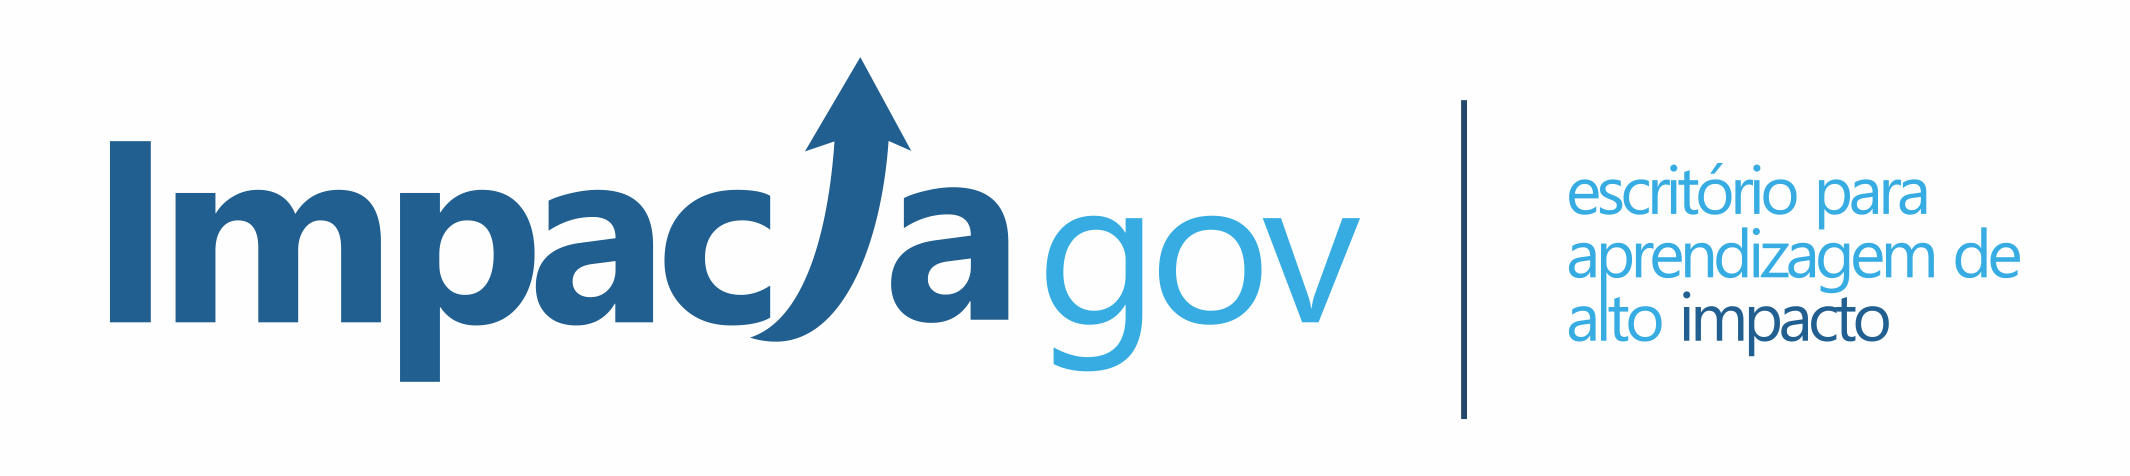 Impacta gov
escritório para
aprendizagem de
alto impacto